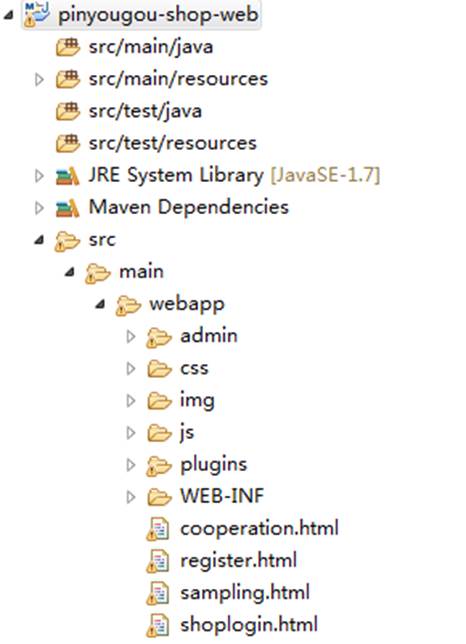 pinyougou-shop-web
src/main/java
src/main/resources
src/test/java
src/test/resources
JRE System Library [JavaSE-1.7]
Maven Dependencies
src
main
webapp
admin
css
img
js
plugins
WEB-INF
cooperation.html
register.html
sampling.html
shoplogin.html